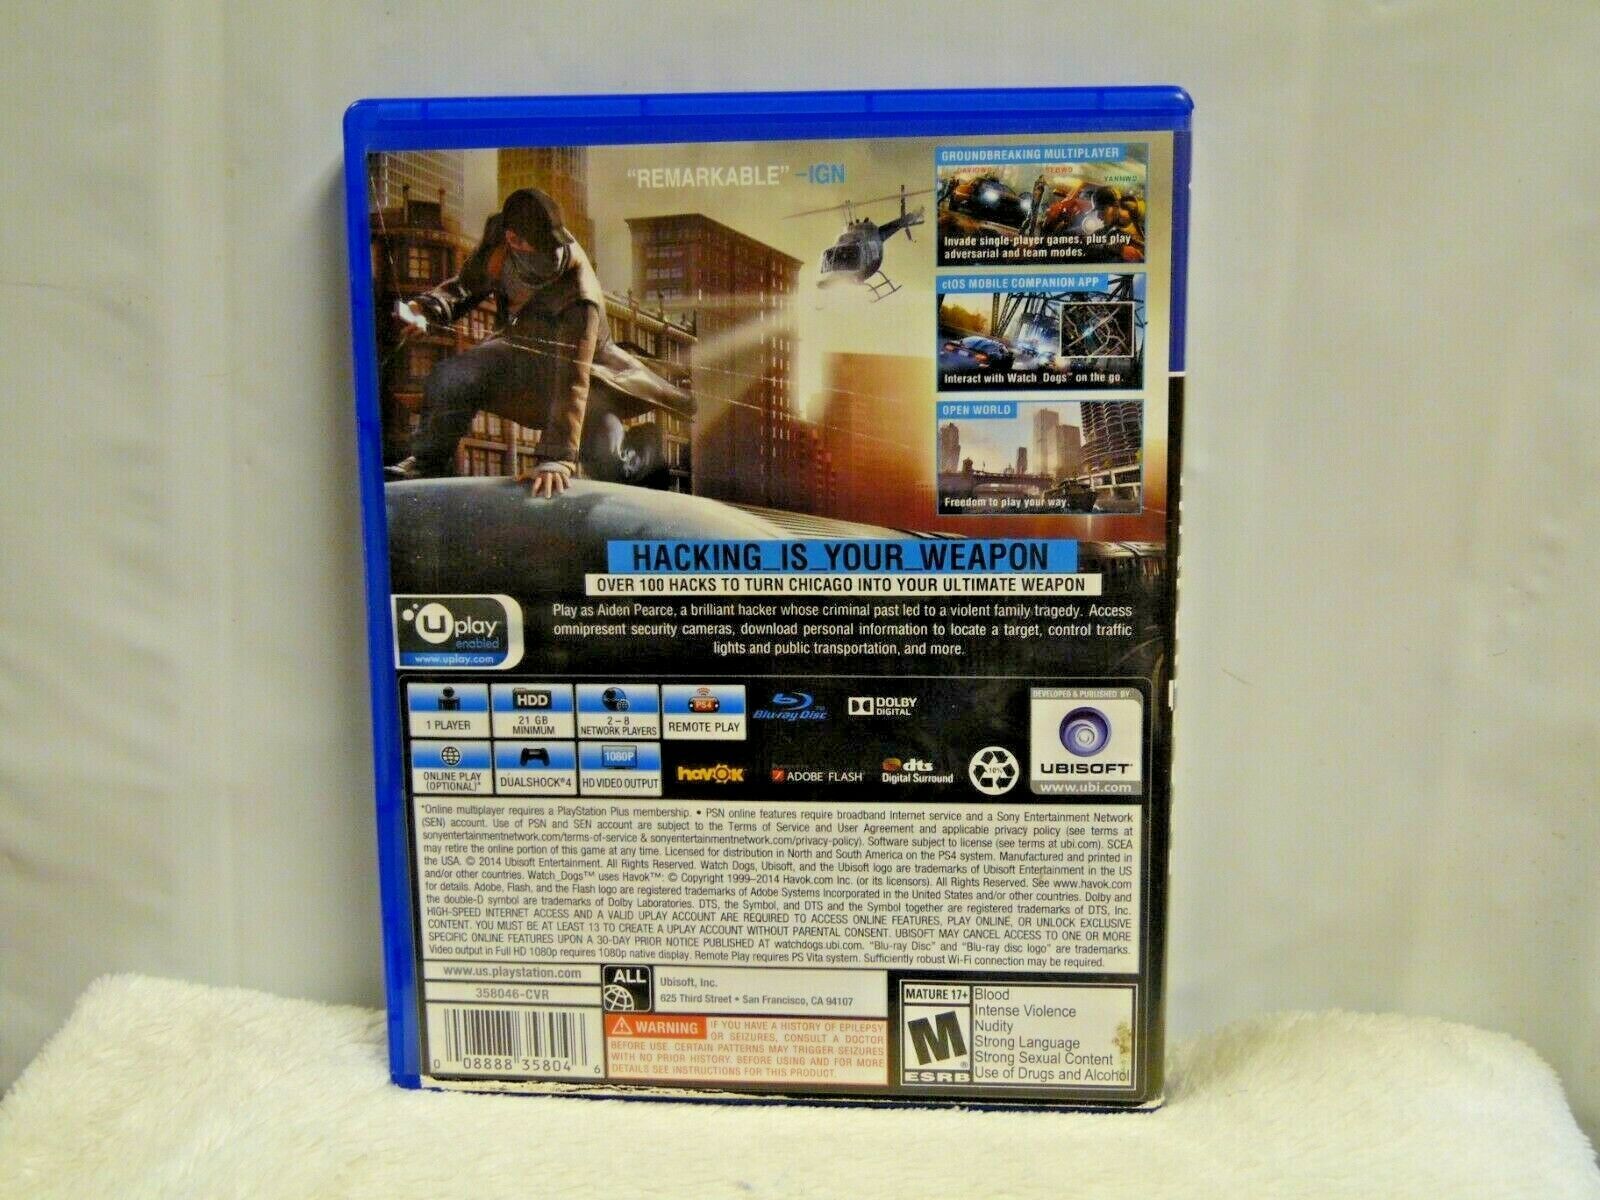 "REMARKABLE" –IGN
GROUNDBREAKING MULTIPLAYER
Invade single-player games, plus play
adversarial and team modes.
ctOS MOBILE COMPANION APP
Interact with Watch_Dogs™ on the go.
OPEN WORLD
Freedom to play your way.
HACKING_IS_YOUR_WEAPON
OVER 100 HACKS TO TURN CHICAGO INTO YOUR ULTIMATE WEAPON
Play as Aiden Pearce, a brilliant hacker whose criminal past led to a violent family tragedy. Access
omnipresent security cameras, download personal information to locate a target, control traffic
lights and public transportation, and more.
Uplay
enabled
www.uplay.com
1 PLAYER
HDD
21 GB
MINIMUM
2–8
NETWORK PLAYERS
PS4
REMOTE PLAY
Blu-ray Disc™
DOLBY
DIGITAL
ONLINE PLAY
(OPTIONAL)*
DUALSHOCK®4
1080P
HD VIDEO OUTPUT
havok
ADOBE FLASH
dts
Digital Surround
10%
DEVELOPED & PUBLISHED BY
UBISOFT
www.ubi.com
*Online multiplayer requires a PlayStation Plus membership. • PSN online features require broadband Internet service and a Sony Entertainment Network
(SEN) account. Use of PSN and SEN account are subject to the Terms of Service and User Agreement and applicable privacy policy (see terms at
sonyentertainmentnetwork.com/terms-of-service & sonyentertainmentnetwork.com/privacy-policy). Software subject to license (see terms at ubi.com). SCEA
may retire the online portion of this game at any time. Licensed for distribution in North and South America on the PS4 system. Manufactured and printed in
the USA. © 2014 Ubisoft Entertainment. All Rights Reserved. Watch Dogs, Ubisoft, and the Ubisoft logo are trademarks of Ubisoft Entertainment in the US
and/or other countries. Watch_Dogs™ uses Havok™: © Copyright 1999–2014 Havok.com Inc. (or its licensors). All Rights Reserved. See www.havok.com
for details. Adobe, Flash, and the Flash logo are registered trademarks of Adobe Systems Incorporated in the United States and/or other countries. Dolby and
the double-D symbol are trademarks of Dolby Laboratories. DTS, the Symbol, and DTS and the Symbol together are registered trademarks of DTS, Inc.
HIGH-SPEED INTERNET ACCESS AND A VALID UPLAY ACCOUNT ARE REQUIRED TO ACCESS ONLINE FEATURES, PLAY ONLINE, OR UNLOCK EXCLUSIVE
CONTENT. YOU MUST BE AT LEAST 13 TO CREATE A UPLAY ACCOUNT WITHOUT PARENTAL CONSENT. UBISOFT MAY CANCEL ACCESS TO ONE OR MORE
SPECIFIC ONLINE FEATURES UPON A 30-DAY PRIOR NOTICE PUBLISHED AT watchdogs.ubi.com. "Blu-ray Disc" and "Blu-ray disc logo" are trademarks.
Video output in Full HD 1080p requires 1080p native display. Remote Play requires PS Vita system. Sufficiently robust Wi-Fi connection may be required.
www.us.playstation.com
358046-CVR
0 08888 35804 6
ALL
Ubisoft, Inc.
625 Third Street • San Francisco, CA 94107
WARNING IF YOU HAVE A HISTORY OF EPILEPSY
OR SEIZURES, CONSULT A DOCTOR
BEFORE USE. CERTAIN PATTERNS MAY TRIGGER SEIZURES
WITH NO PRIOR HISTORY. BEFORE USING AND FOR MORE
DETAILS SEE INSTRUCTIONS FOR THIS PRODUCT.
MATURE 17+
M
ESRB
Blood
Intense Violence
Nudity
Strong Language
Strong Sexual Content
Use of Drugs and Alcohol